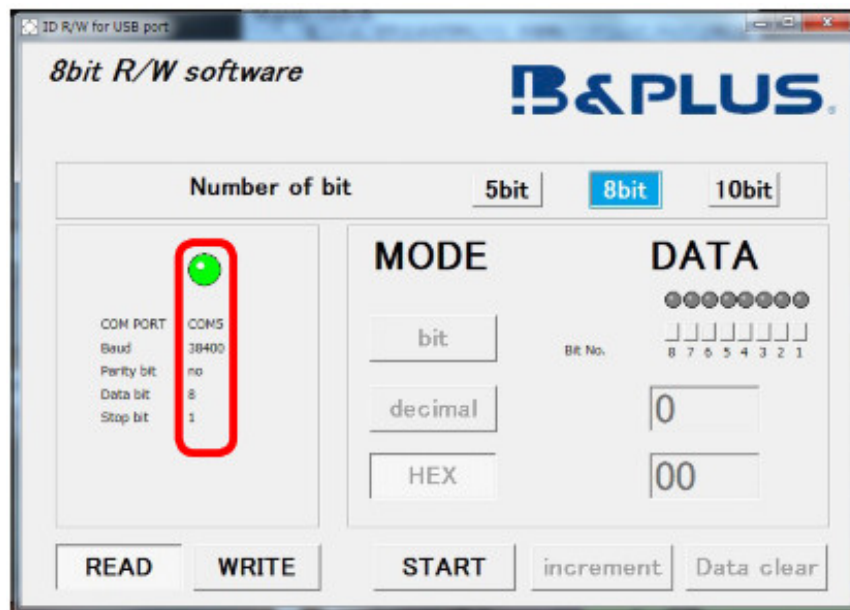 ID R/W for USB port
8bit R/W software
B&PLUS
Number of bit 5bit 8bit 10bit
COM PORT COM5
Baud 38400
Parity bit no
Data bit 8
Stop bit 1
MODE DATA
bit
Bit No. 8 7 6 5 4 3 2 1
decimal 0
HEX 00
READ WRITE START increment Data clear